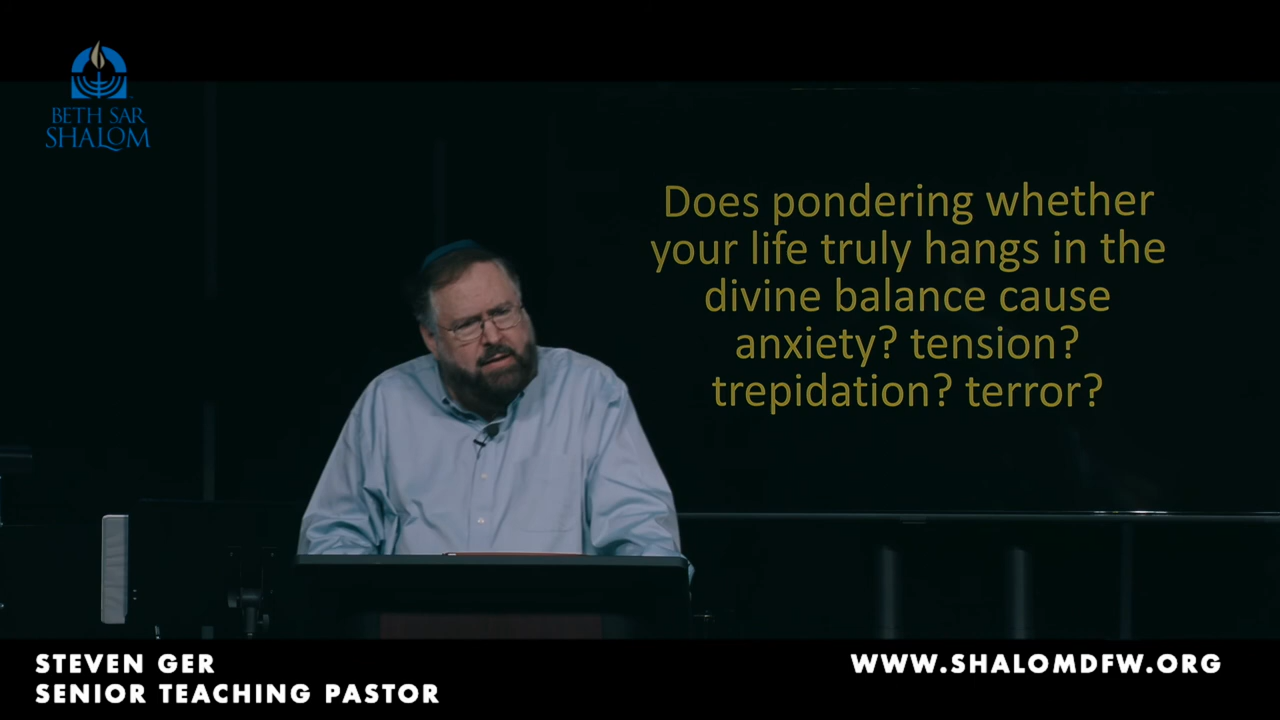 BETH SAR
SHALOM
Does pondering whether
your life truly hangs in the
divine balance cause
anxiety? tension?
trepidation? terror?
STEVEN GER
SENIOR TEACHING PASTOR
WWW.SHALOMDFW.ORG